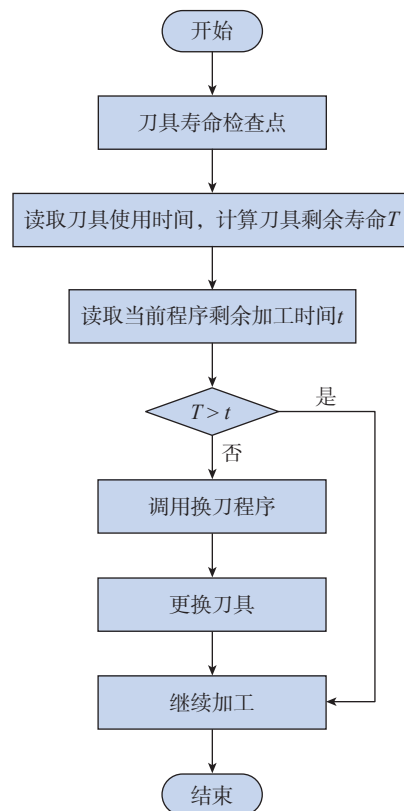 开始
刀具寿命检查点
读取刀具使用时间，计算刀具剩余寿命T
读取当前程序剩余加工时间t
T > t
是
否
调用换刀程序
更换刀具
继续加工
结束